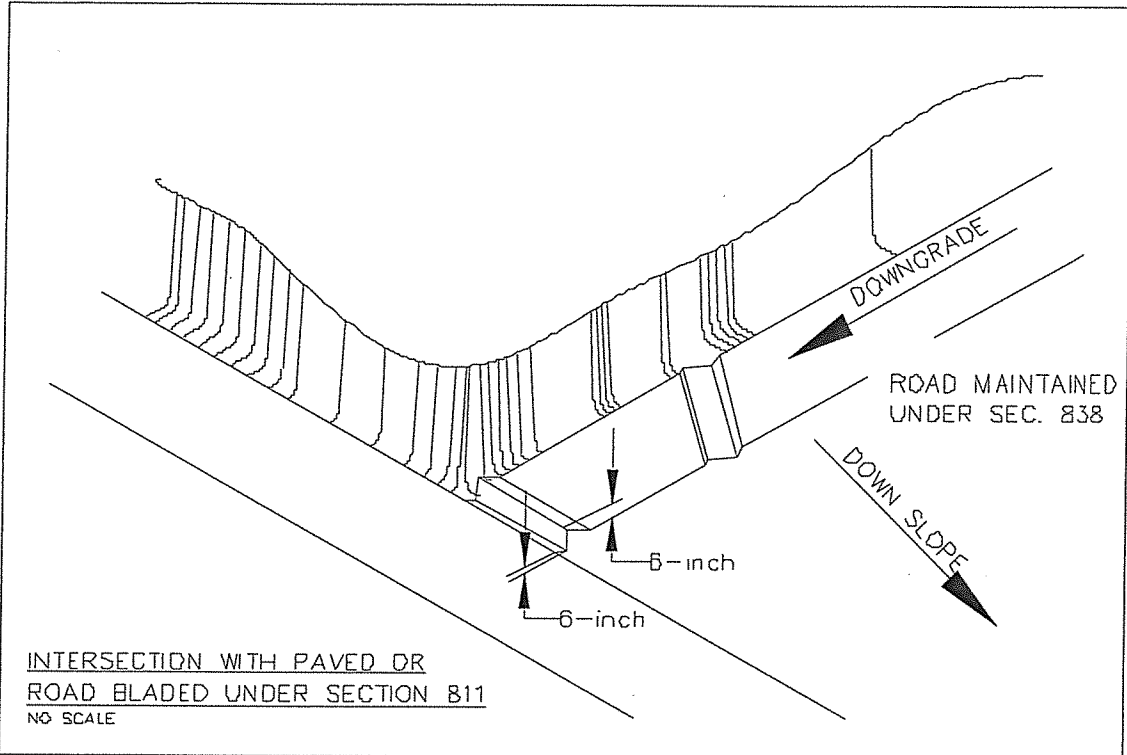 DOWNGRADE
ROAD MAINTAINED
UNDER SEC. 838
DOWN SLOPE
6-inch
6-inch
INTERSECTION WITH PAVED OR
ROAD BLADED UNDER SECTION 811
NO SCALE